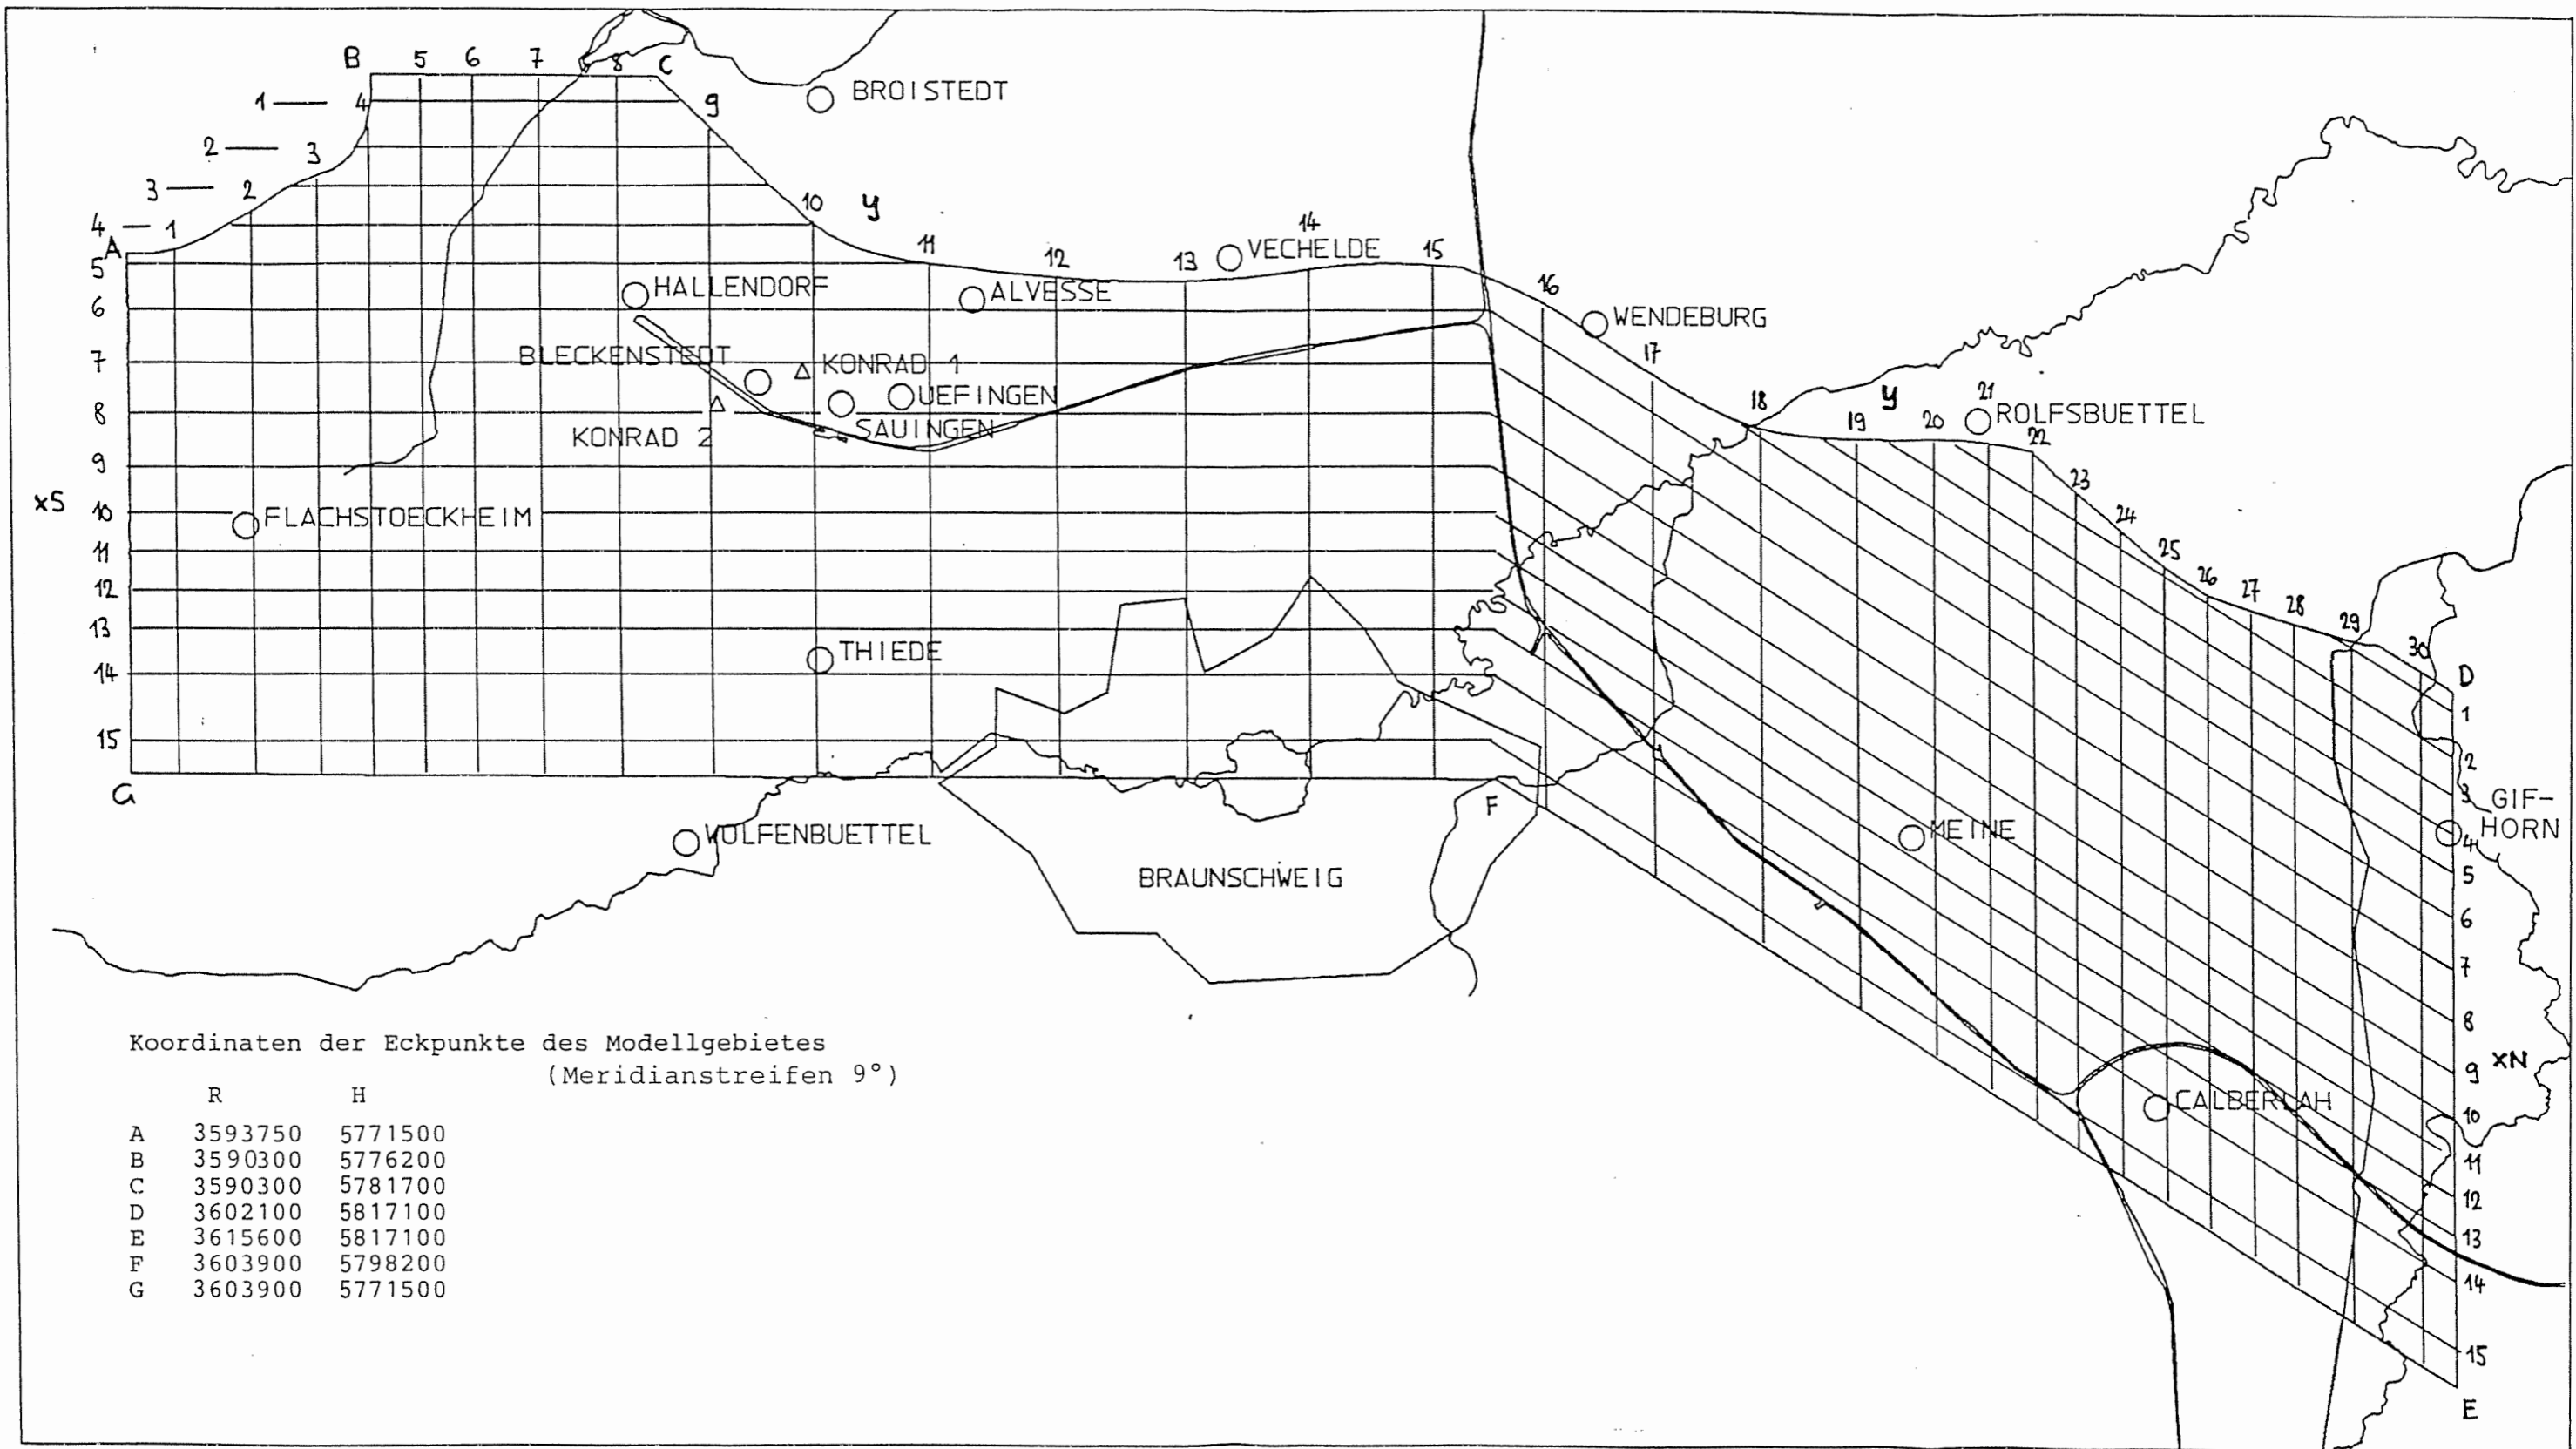 B 5 6 7 8 C
1 — 4 9 BROISTEDT
2 — 3
3 — 2 10 y
4 — 1 11 12 13 14 15
A VECHELDE
5 HALLENDORF ALVESSE 16
6 WENDEBURG
BLECKENSTEDT KONRAD 1 17
7
UEFINGEN 18 y 21
8 SAUINGEN 19 20 ROLFSBUETTEL
KONRAD 2 22
9 23
xS
10 FLACHSTOECKHEIM 24
11 25
12 26 27 28
13 29
THIEDE 30
14 D
1
15 2
G F 3 GIF-
WOLFENBUETTEL MEINE HORN
4
BRAUNSCHWEIG 5
6
7
8
Koordinaten der Eckpunkte des Modellgebietes
(Meridianstreifen 9°) 9 xN
R H CALBERLAH 10
A 3593750 5771500
B 3590300 5776200
C 3590300 5781700
D 3602100 5817100
E 3615600 5817100
F 3603900 5798200
G 3603900 5771500
11
12
13
14
15
E